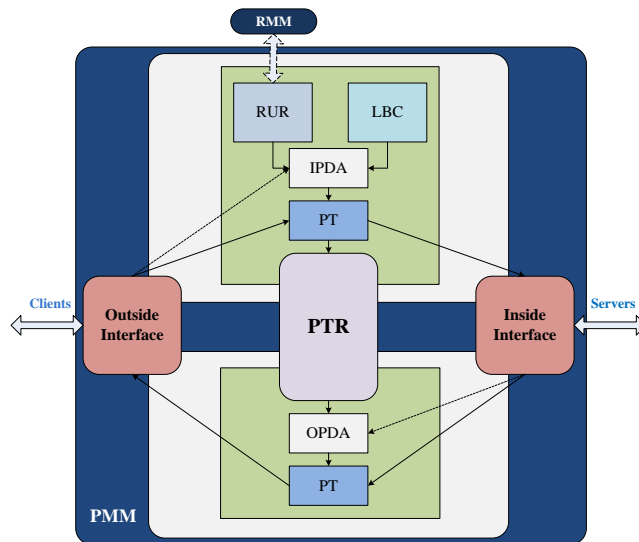 RMM
RUR
LBC
IPDA
PT
Clients
Outside
Interface
PTR
Inside
Interface
Servers
OPDA
PT
PMM